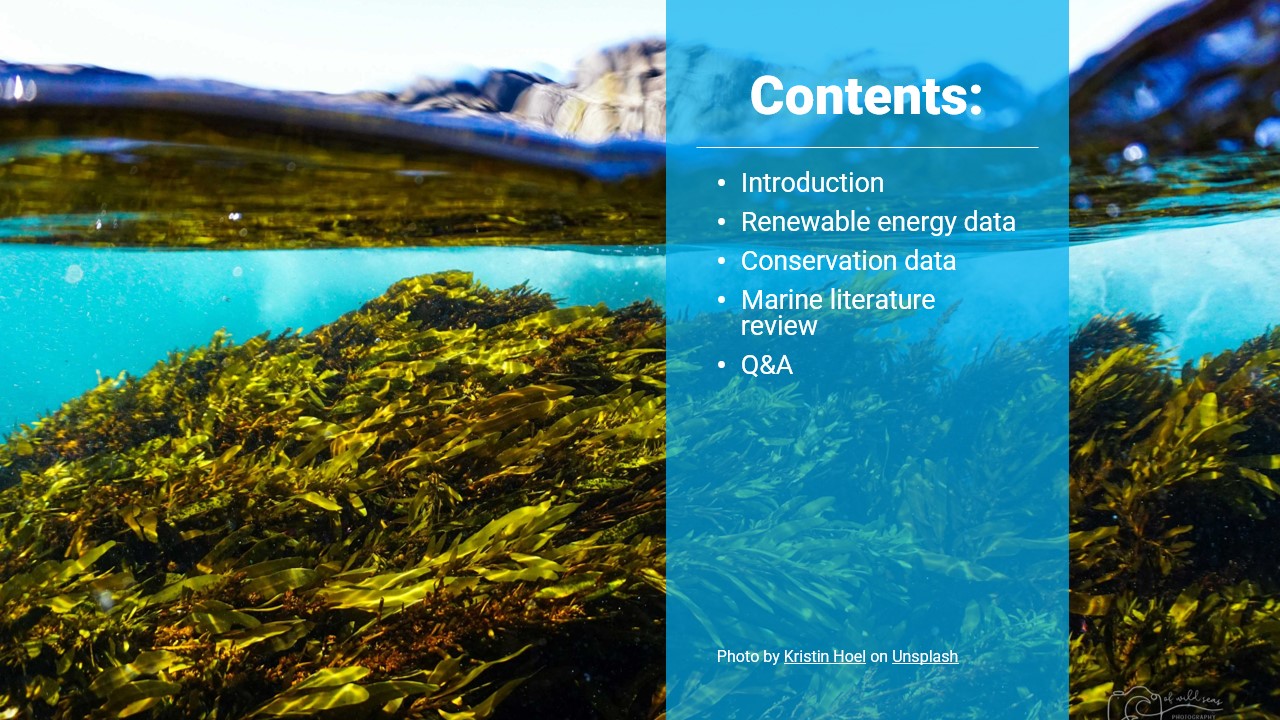 Contents:
• Introduction
• Renewable energy data
• Conservation data
• Marine literature
review
• Q&A
Photo by Kristin Hoel on Unsplash
of wild seas
PHOTOGRAPHY